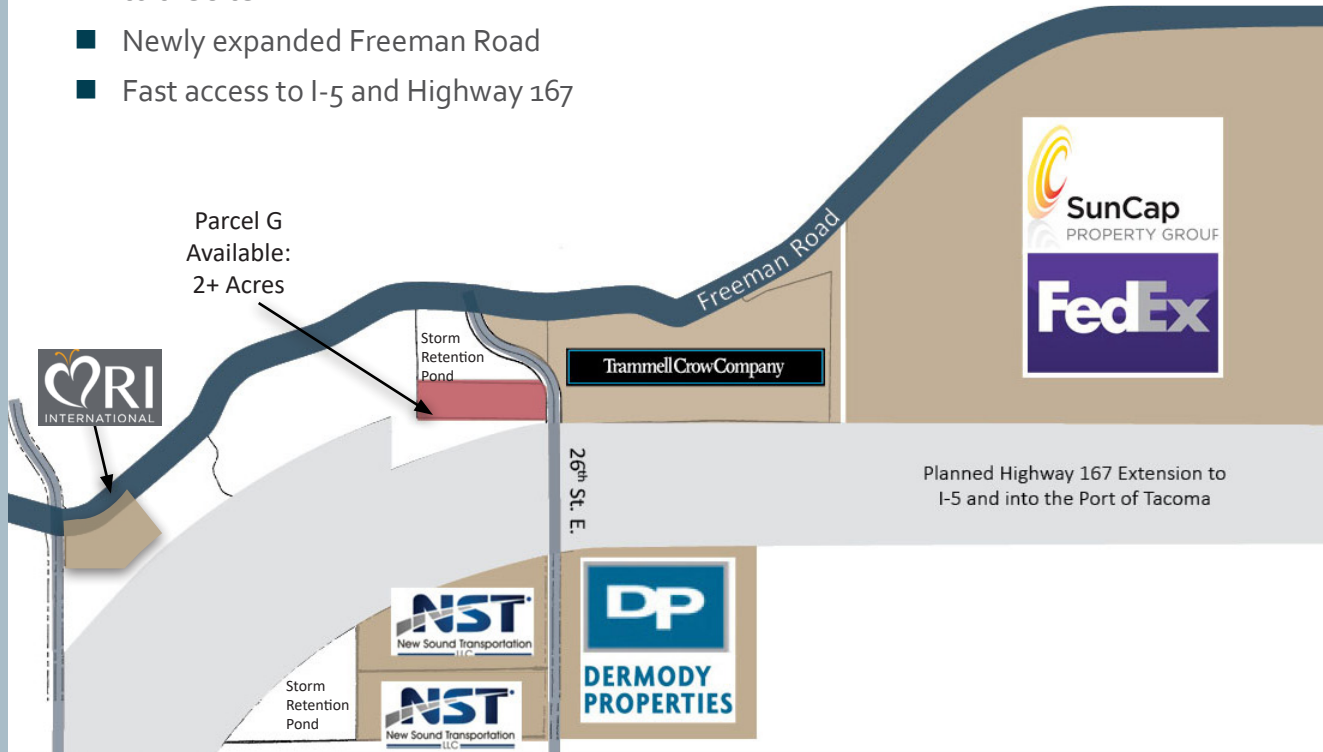 Newly expanded Freeman Road
Fast access to I-5 and Highway 167
Parcel G
Available:
2+ Acres
Freeman Road
SunCap
PROPERTY GROUP
FedEx
Storm
Retention
Pond
Trammell Crow Company
RI
INTERNATIONAL
26th St. E.
Planned Highway 167 Extension to
I-5 and into the Port of Tacoma
NST
New Sound Transportation
LLC
DP
DERMODY
PROPERTIES
Storm
Retention
Pond
NST
New Sound Transportation
LLC